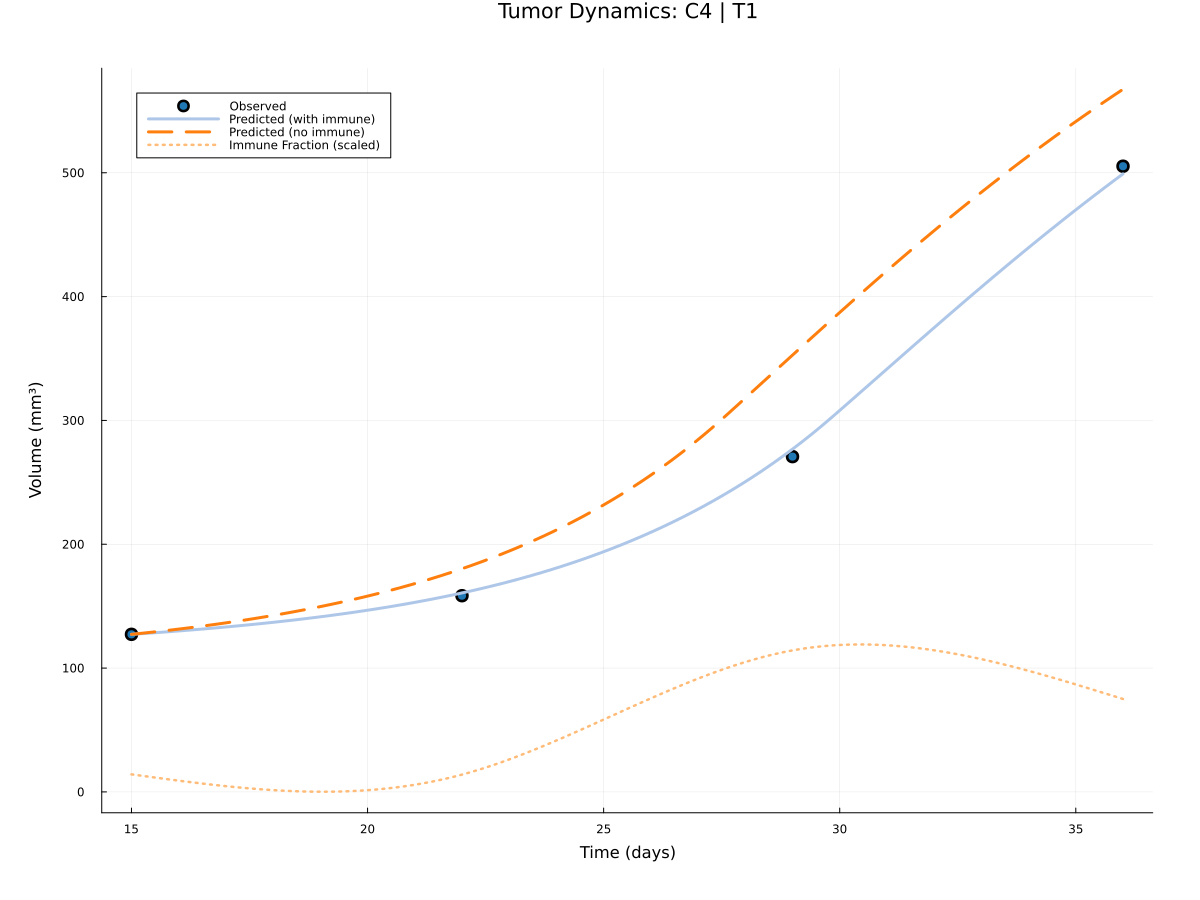 Tumor Dynamics: C4 | T1
Observed
Predicted (with immune)
Predicted (no immune)
Immune Fraction (scaled)
Volume (mm³)
500
400
300
200
100
0
15
20
25
30
35
Time (days)